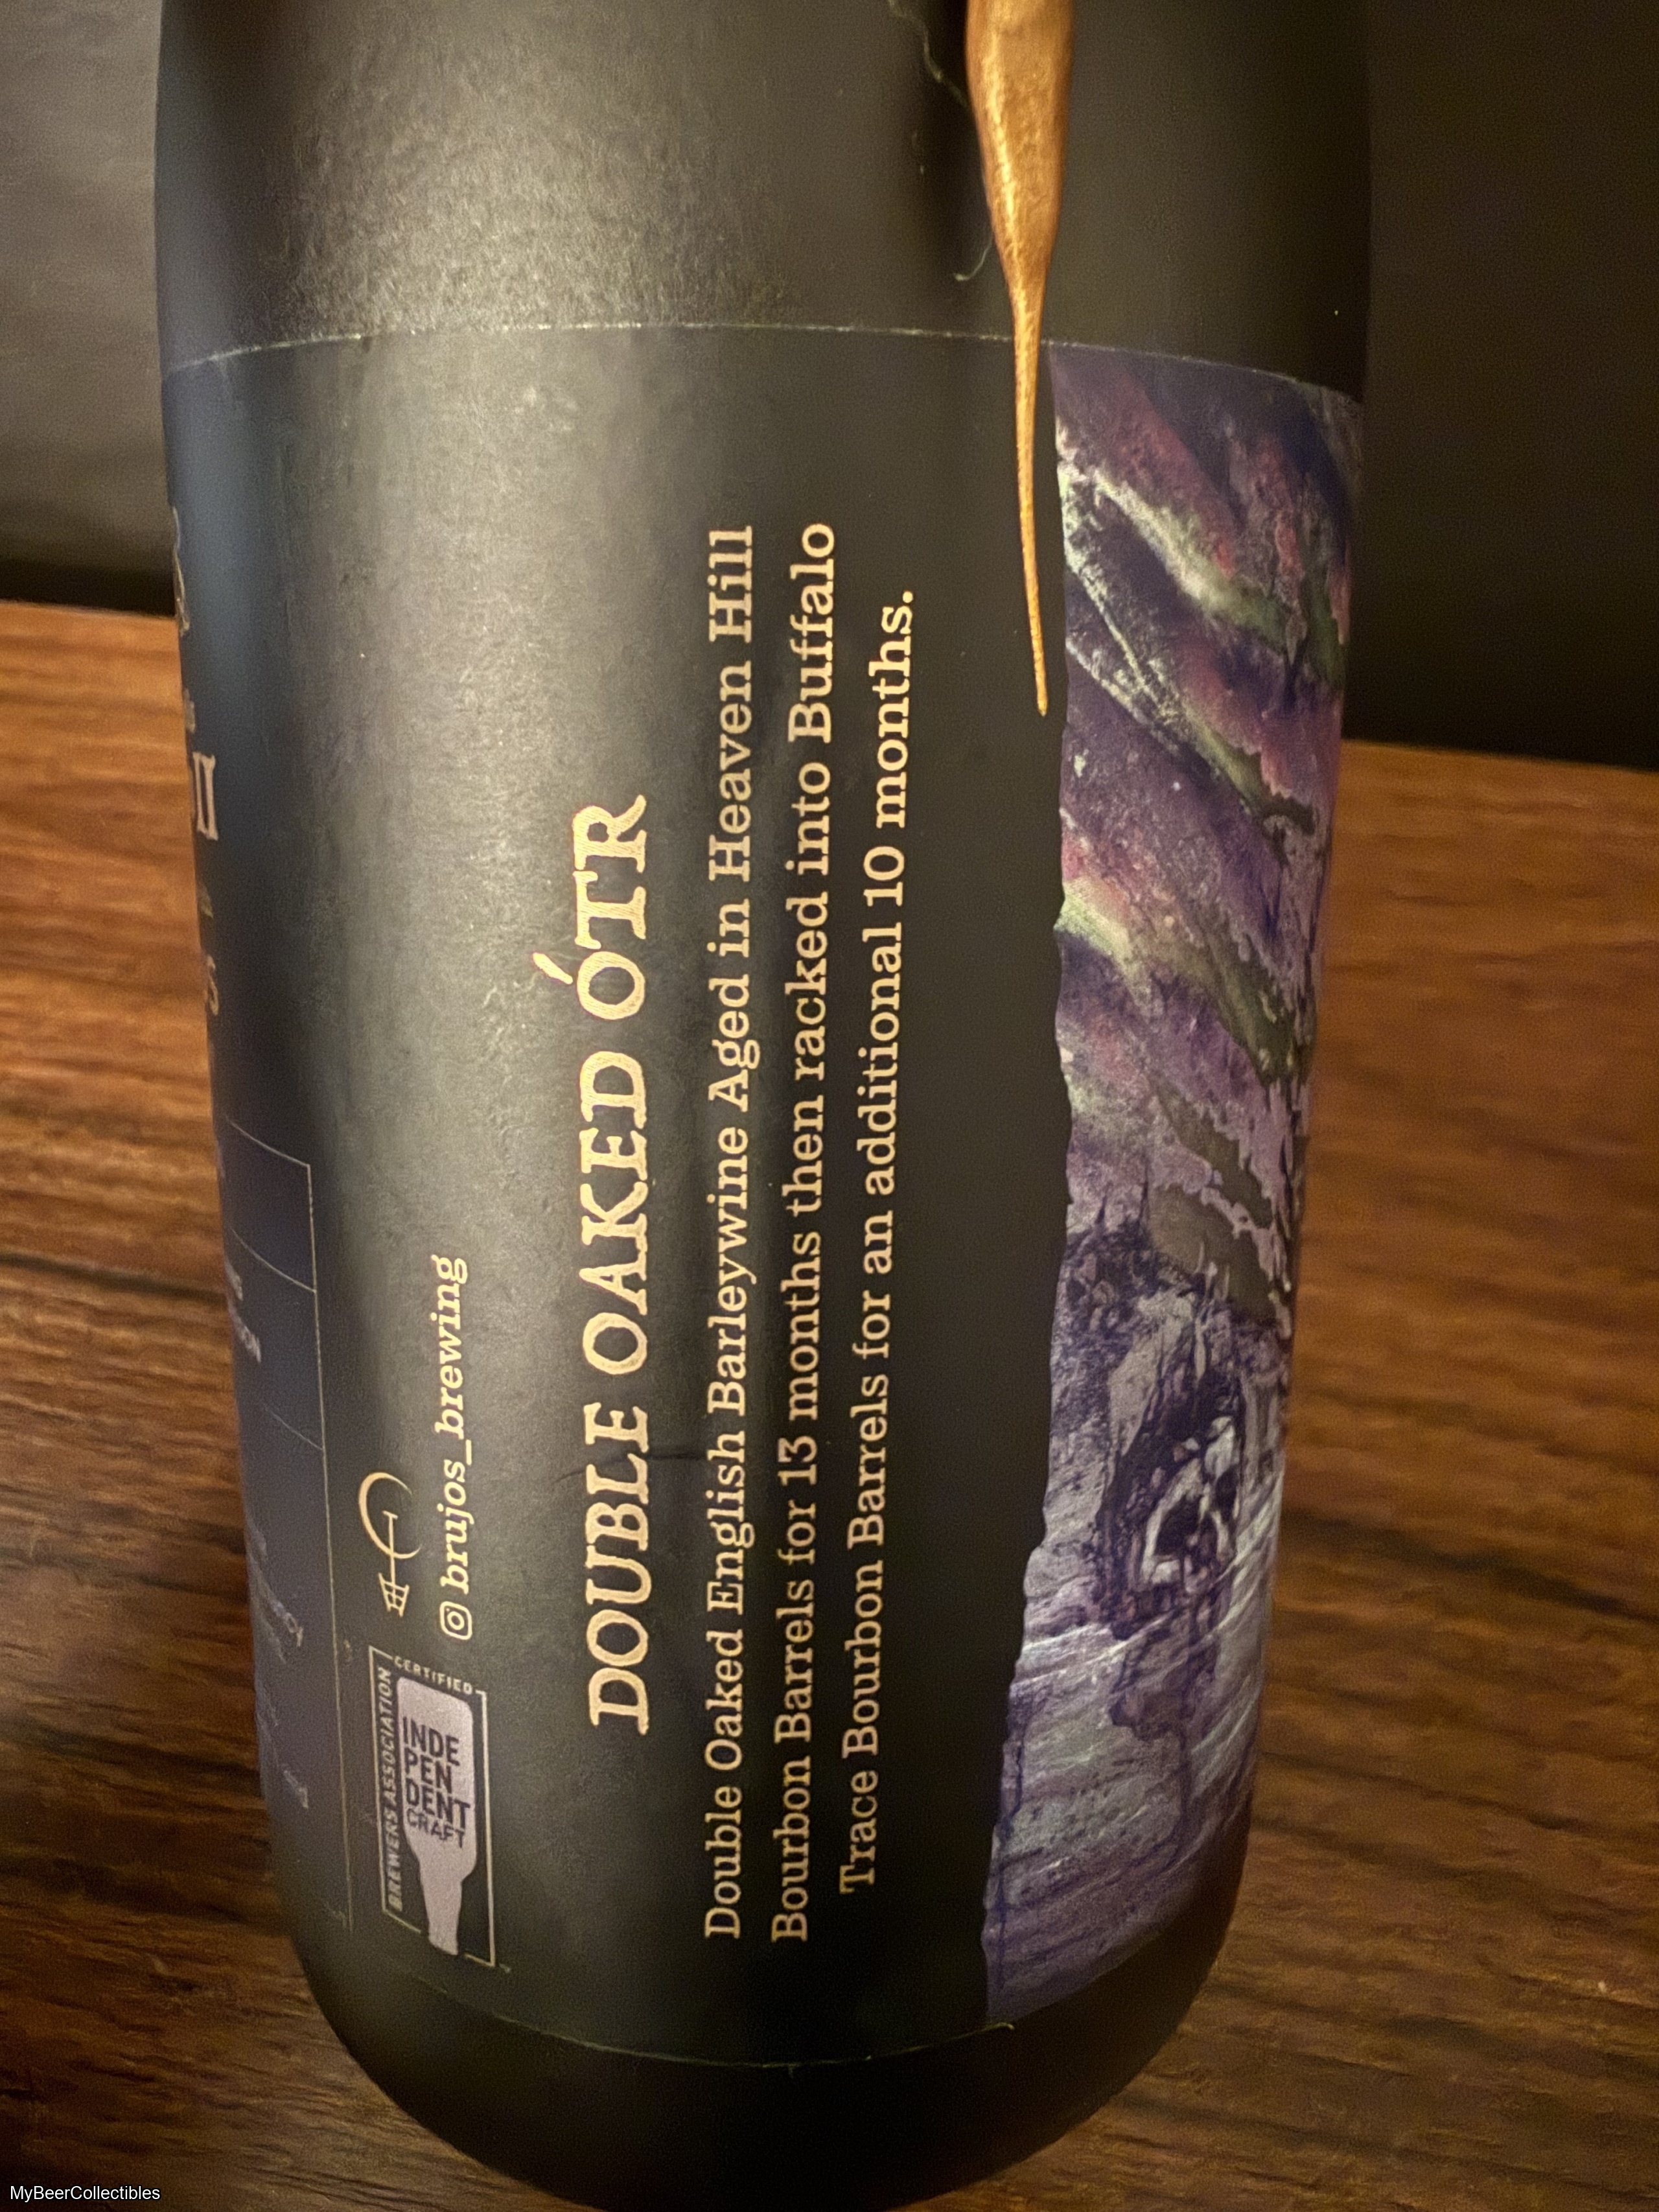 BREWERS ASSOCIATION
CERTIFIED
INDE
PEN
DENT
CRAFT
brujos_brewing
DOUBLE OAKED ÓTR
Double Oaked English Barleywine Aged in Heaven Hill
Bourbon Barrels for 13 months then racked into Buffalo
Trace Bourbon Barrels for an additional 10 months.
MyBeerCollectibles